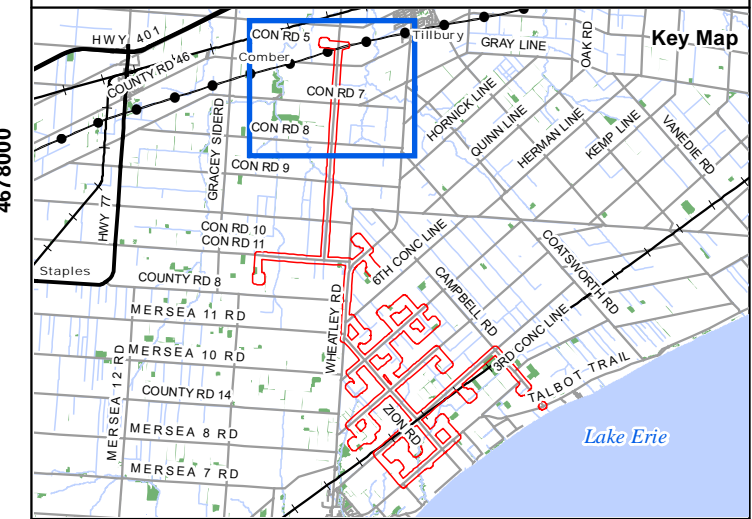 Key Map
HWY 401
CON RD 5
Tillbury
GRAY LINE
OAK RD
COUNTY RD 46
Comber
CON RD 7
HORNICK LINE
QUINN LINE
HERMAN LINE
KEMP LINE
VANEDIE RD
4678000
GRACEY SIDERD
CON RD 8
CON RD 9
HWY 77
CON RD 10
CON RD 11
6TH CONC LINE
COATSWORTH RD
Staples
COUNTY RD 8
CAMPBELL RD
MERSEA 11 RD
WHEATLEY RD
3RD CONC LINE
MERSEA 10 RD
MERSEA 12 RD
TALBOT TRAIL
COUNTY RD 14
ZION RD
MERSEA 8 RD
Lake Erie
MERSEA 7 RD